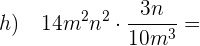 h) 14m²n² · 3n/10m³ =